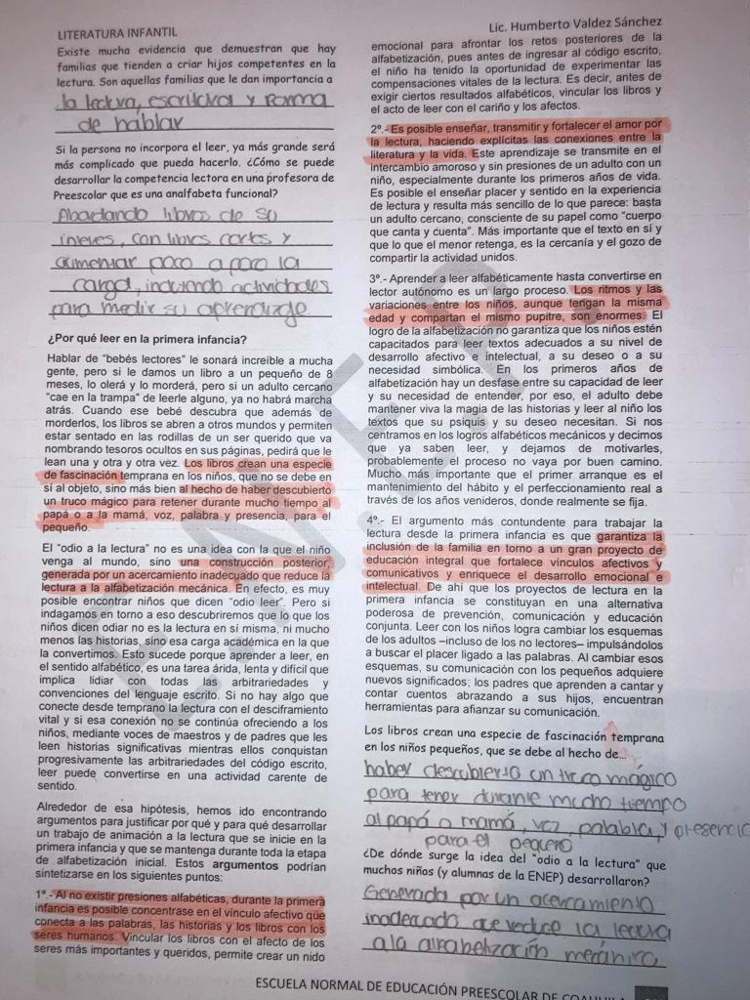 LITERATURA INFANTIL
Existe mucha evidencia que demuestran que hay
familias que tienden a criar hijos competentes en la
lectura. Son aquellas familias que le dan importancia a
la lectura, escritura y forma
de hablar
Si la persona no incorpora el leer, ya más grande será
más complicado que pueda hacerlo. ¿Cómo se puede
desarrollar la competencia lectora en una profesora de
Preescolar que es una analfabeta funcional?
Abordando libros de su
interes, con libros cortos y
aumentar poco a poco la
carga, incluyendo actividades
para medir su aprendizaje
¿Por qué leer en la primera infancia?
Hablar de "bebés lectores" le sonará increíble a mucha
gente, pero si le damos un libro a un pequeño de 8
meses, lo olerá y lo morderá, pero si un adulto cercano
"cae en la trampa" de leerle alguno, ya no habrá marcha
atrás. Cuando ese bebé descubra que además de
morderlos, los libros se abren a otros mundos y permiten
estar sentado en las rodillas de un ser querido que va
nombrando tesoros ocultos en sus páginas, pedirá que le
lean una y otra y otra vez. Los libros crean una especie
de fascinación temprana en los niños, que no se debe en
sí al objeto, sino más bien al hecho de haber descubierto
un truco mágico para retener durante mucho tiempo al
papá o a la mamá, voz, palabra y presencia, para el
pequeño.
El "odio a la lectura" no es una idea con la que el niño
venga al mundo, sino una construcción posterior,
generada por un acercamiento inadecuado que reduce la
lectura a la alfabetización mecánica. En efecto, es muy
posible encontrar niños que dicen "odio leer". Pero si
indagamos en torno a eso descubriremos que lo que los
niños dicen odiar no es la lectura en sí misma, ni mucho
menos las historias, sino esa carga académica en la que
la convertimos. Esto sucede porque aprender a leer, en
el sentido alfabético, es una tarea árida, lenta y difícil que
implica lidiar con todas las arbitrariedades y
convenciones del lenguaje escrito. Si no hay algo que
conecte desde temprano la lectura con el desciframiento
vital y si esa conexión no se continúa ofreciendo a los
niños, mediante voces de maestros y de padres que les
leen historias significativas mientras ellos conquistan
progresivamente las arbitrariedades del código escrito,
leer puede convertirse en una actividad carente de
sentido.
Alrededor de esa hipótesis, hemos ido encontrando
argumentos para justificar por qué y para qué desarrollar
un trabajo de animación a la lectura que se inicie en la
primera infancia y que se mantenga durante toda la etapa
de alfabetización inicial. Estos argumentos podrían
sintetizarse en los siguientes puntos:
1º.- Al no existir presiones alfabéticas, durante la primera
infancia es posible concentrase en el vínculo afectivo que
conecta a las palabras, las historias y los libros con los
seres humanos. Vincular los libros con el afecto de los
seres más importantes y queridos, permite crear un nido
Lic. Humberto Valdez Sánchez
emocional para afrontar los retos posteriores de la
alfabetización, pues antes de ingresar al código escrito,
el niño ha tenido la oportunidad de experimentar las
compensaciones vitales de la lectura. Es decir, antes de
exigir ciertos resultados alfabéticos, vincular los libros y
el acto de leer con el cariño y los afectos.
2º.- Es posible enseñar, transmitir y fortalecer el amor por
la lectura, haciendo explícitas las conexiones entre la
literatura y la vida. Este aprendizaje se transmite en el
intercambio amoroso y sin presiones de un adulto con un
niño, especialmente durante los primeros años de vida.
Es posible el enseñar placer y sentido en la experiencia
de lectura y resulta más sencillo de lo que parece: basta
un adulto cercano, consciente de su papel como "cuerpo
que canta y cuenta". Más importante que el texto en sí y
que lo que el menor retenga, es la cercanía y el gozo de
compartir la actividad unidos.
3º.- Aprender a leer alfabéticamente hasta convertirse en
lector autónomo es un largo proceso. Los ritmos y las
variaciones entre los niños, aunque tengan la misma
edad y compartan el mismo pupitre, son enormes. El
logro de la alfabetización no garantiza que los niños estén
capacitados para leer textos adecuados a su nivel de
desarrollo afectivo e intelectual, a su deseo o a su
necesidad simbólica. En los primeros años de
alfabetización hay un desfase entre su capacidad de leer
y su necesidad de entender, por eso, el adulto debe
mantener viva la magia de las historias y leer al niño los
textos que su psiquis y su deseo necesitan. Si nos
centramos en los logros alfabéticos mecánicos y decimos
que ya saben leer, y dejamos de motivarles,
probablemente el proceso no vaya por buen camino.
Mucho más importante que el primer arranque es el
mantenimiento del hábito y el perfeccionamiento real a
través de los años venideros, donde realmente se fija.
4º.- El argumento más contundente para trabajar la
lectura desde la primera infancia es que garantiza la
inclusión de la familia en torno a un gran proyecto de
educación integral que fortalece vínculos afectivos y
comunicativos y enriquece el desarrollo emocional e
intelectual. De ahí que los proyectos de lectura en la
primera infancia se constituyan en una alternativa
poderosa de prevención, comunicación y educación
conjunta. Leer con los niños logra cambiar los esquemas
de los adultos –incluso de los no lectores– impulsándolos
a buscar el placer ligado a las palabras. Al cambiar esos
esquemas, su comunicación con los pequeños adquiere
nuevos significados; los padres que aprenden a cantar y
contar cuentos abrazando a sus hijos, encuentran
herramientas para afianzar su comunicación.
Los libros crean una especie de fascinación temprana
en los niños pequeños, que se debe al hecho de...
haber descubierto un truco mágico
para tener durante mucho tiempo
al papá o mamá, voz, palabra, y presencia
para el pequeño
¿De dónde surge la idea del "odio a la lectura" que
muchos niños (y alumnas de la ENEP) desarrollaron?
Generada por un acercamiento
inadecuado que reduce la lectura
a la alfabetización mecánica
ESCUELA NORMAL DE EDUCACIÓN PREESCOLAR DE COAHUILA